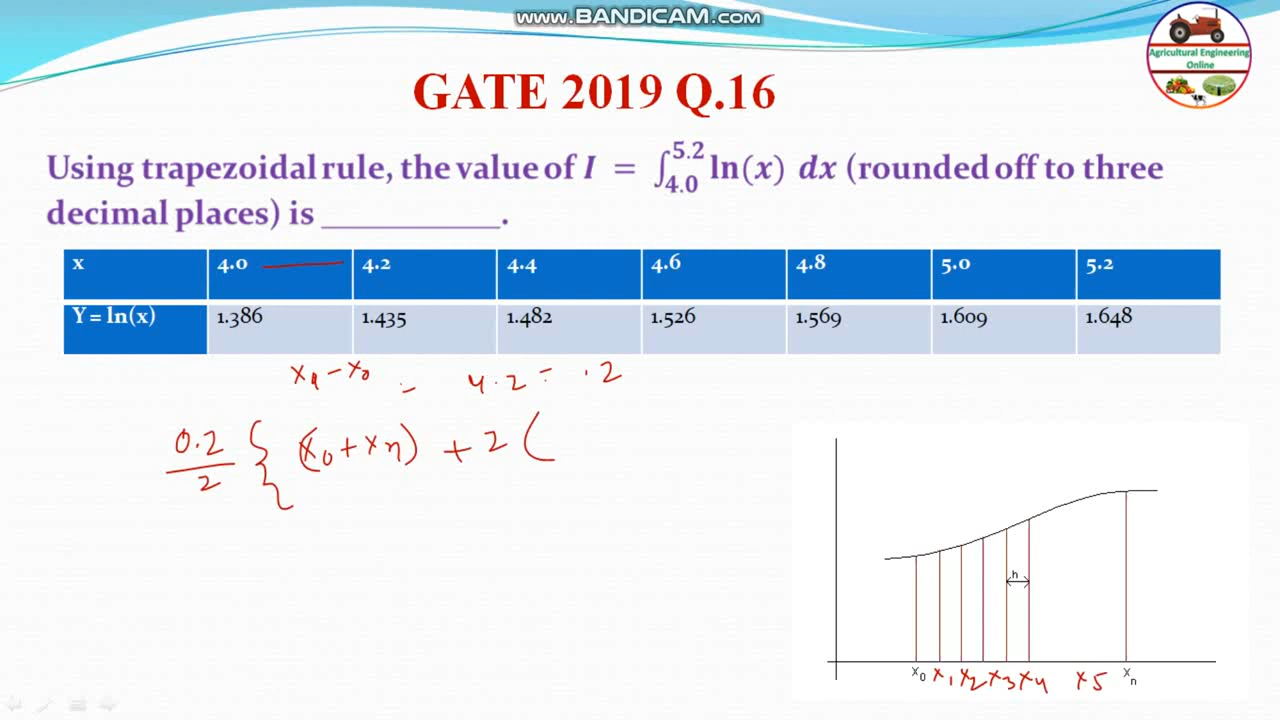 www.BANDICAM.com
Agricultural Engineering
Online
GATE 2019 Q.16
Using trapezoidal rule, the value of I = ∫_{4.0}^{5.2} ln(x) dx (rounded off to three
decimal places) is __________.
x 4.0 4.2 4.4 4.6 4.8 5.0 5.2
Y = ln(x) 1.386 1.435 1.482 1.526 1.569 1.609 1.648
= 4.2 = .2
0.2/2 { (x₀ + xn) + 2 (
h
x₀ x₁ x₂ x₃ x₄ x5 xₙ